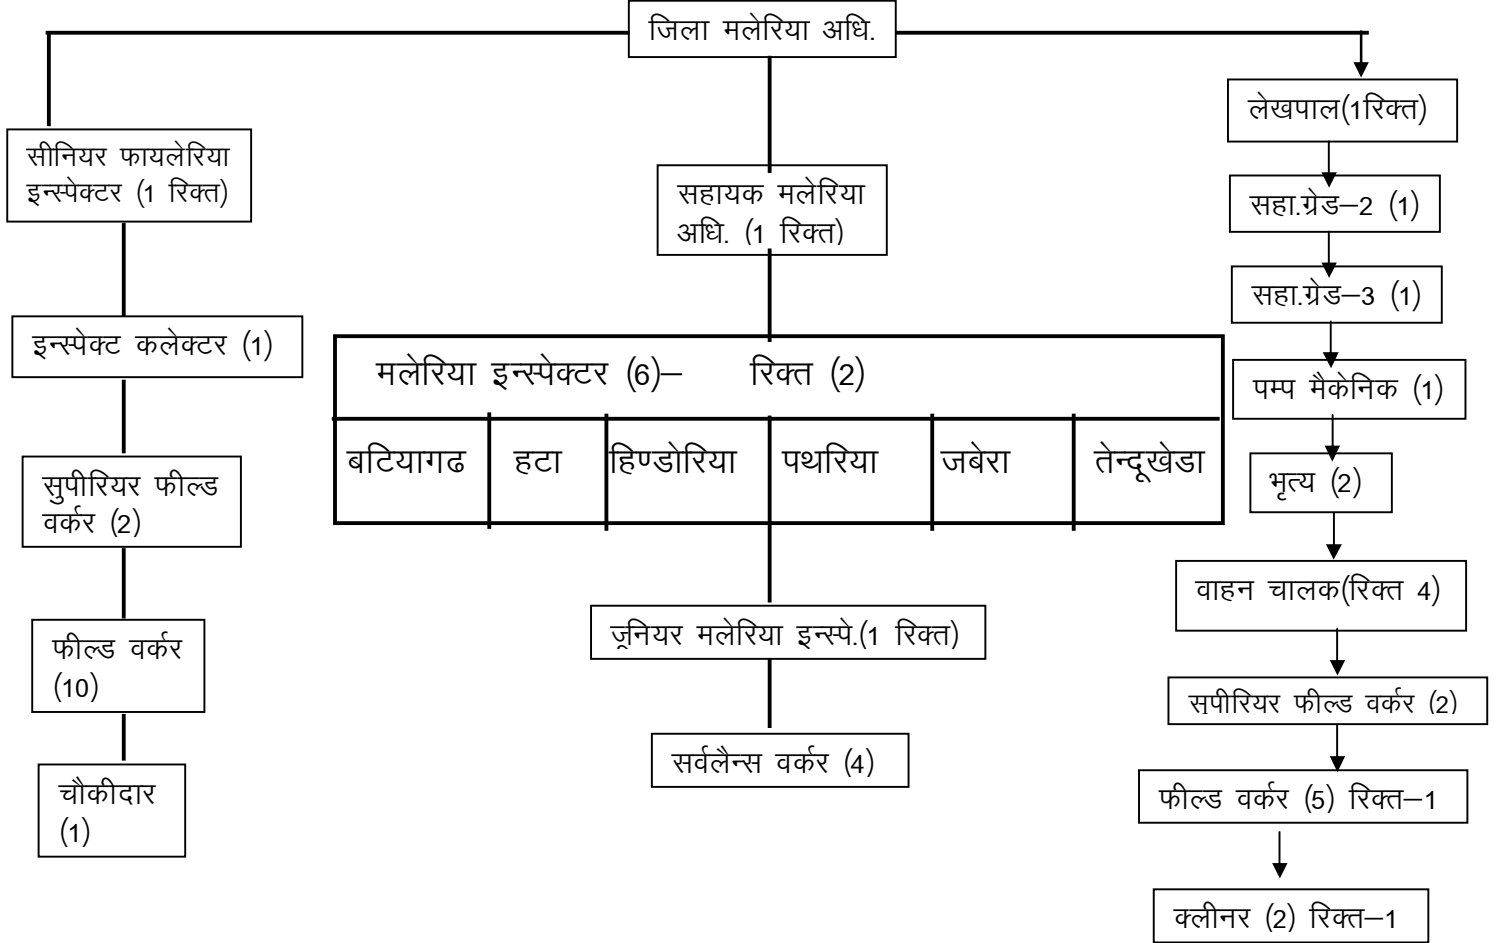 जिला मलेरिया अधि.
सीनियर फायलेरिया
इन्स्पेक्टर (1 रिक्त)
इन्स्पेक्ट कलेक्टर (1)
सुपीरियर फील्ड
वर्कर (2)
फील्ड वर्कर
(10)
चौकीदार
(1)
सहायक मलेरिया
अधि. (1 रिक्त)
मलेरिया इन्स्पेक्टर (6)– रिक्त (2)
बटियागढ हटा हिण्डोरिया पथरिया जबेरा तेन्दूखेडा
जूनियर मलेरिया इन्स्पे.(1 रिक्त)
सर्वलैन्स वर्कर (4)
लेखपाल(1रिक्त)
सहा.ग्रेड–2 (1)
सहा.ग्रेड–3 (1)
पम्प मैकेनिक (1)
भृत्य (2)
वाहन चालक(रिक्त 4)
सुपीरियर फील्ड वर्कर (2)
फील्ड वर्कर (5) रिक्त–1
क्लीनर (2) रिक्त–1